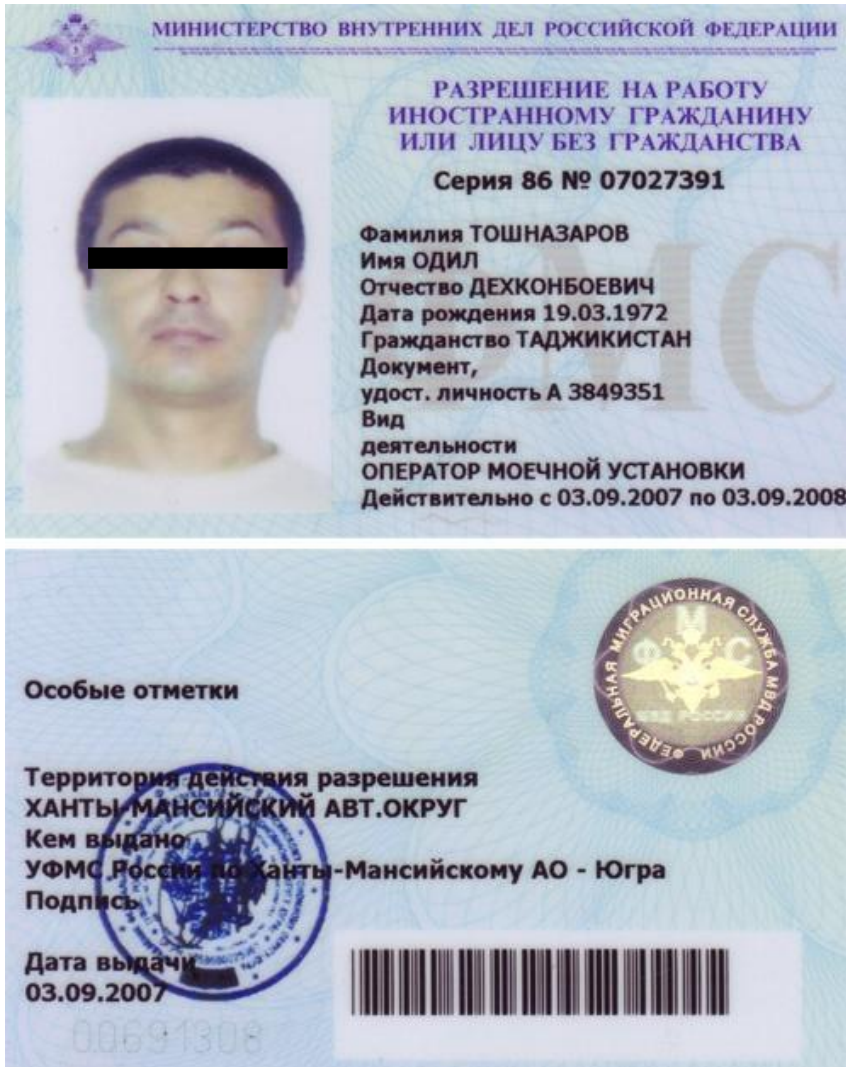 МИНИСТЕРСТВО ВНУТРЕННИХ ДЕЛ РОССИЙСКОЙ ФЕДЕРАЦИИ
РАЗРЕШЕНИЕ НА РАБОТУ
ИНОСТРАННОМУ ГРАЖДАНИНУ
ИЛИ ЛИЦУ БЕЗ ГРАЖДАНСТВА
Серия 86 № 07027391
Фамилия ТОШНАЗАРОВ
Имя ОДИЛ
Отчество ДЕХКОНБОЕВИЧ
Дата рождения 19.03.1972
Гражданство ТАДЖИКИСТАН
Документ,
удост. личность А 3849351
Вид
деятельности
ОПЕРАТОР МОЕЧНОЙ УСТАНОВКИ
Действительно с 03.09.2007 по 03.09.2008
ФМС
ФЕДЕРАЛЬНАЯ МИГРАЦИОННАЯ СЛУЖБА МВД РОССИИ
ФМС
МВД РОССИИ
Особые отметки
Территория действия разрешения
ХАНТЫ-МАНСИЙСКИЙ АВТ.ОКРУГ
Кем выдано
УФМС России по Ханты-Мансийскому АО - Югра
Подпись
Дата выдачи
03.09.2007
00691308